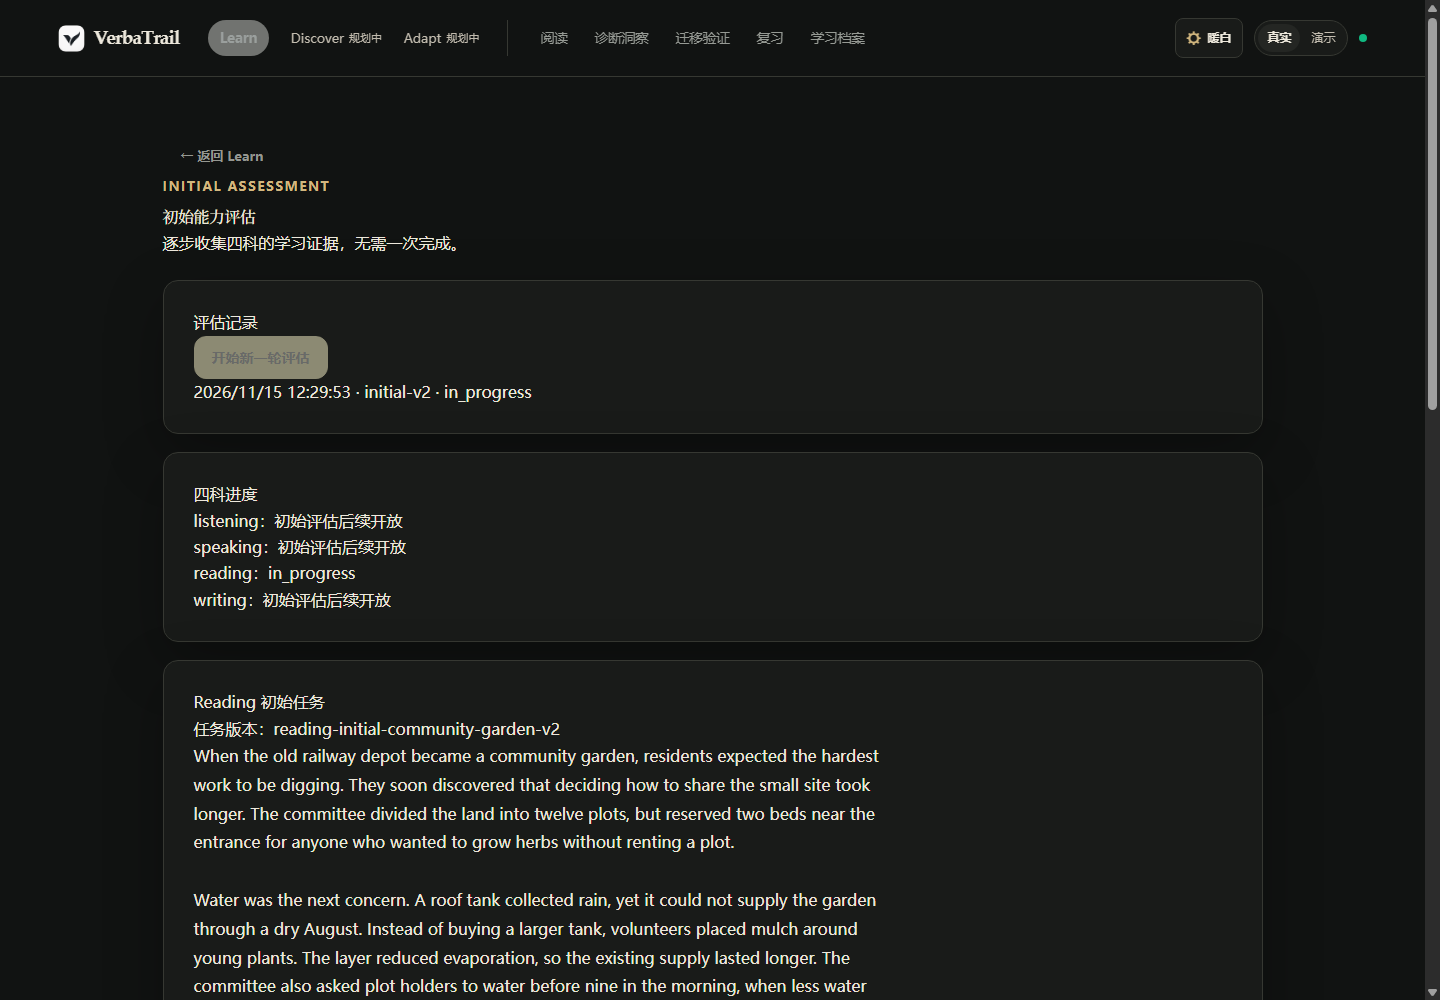 VerbaTrail
Learn
Discover 规划中
Adapt 规划中
阅读
诊断洞察
迁移验证
复习
学习档案
暖白
真实
演示
← 返回 Learn
INITIAL ASSESSMENT
初始能力评估
逐步收集四科的学习证据，无需一次完成。
评估记录
开始新一轮评估
2026/11/15 12:29:53 · initial-v2 · in_progress
四科进度
listening：初始评估后续开放
speaking：初始评估后续开放
reading：in_progress
writing：初始评估后续开放
Reading 初始任务
任务版本：reading-initial-community-garden-v2
When the old railway depot became a community garden, residents expected the hardest
work to be digging. They soon discovered that deciding how to share the small site took
longer. The committee divided the land into twelve plots, but reserved two beds near the
entrance for anyone who wanted to grow herbs without renting a plot.
Water was the next concern. A roof tank collected rain, yet it could not supply the garden
through a dry August. Instead of buying a larger tank, volunteers placed mulch around
young plants. The layer reduced evaporation, so the existing supply lasted longer. The
committee also asked plot holders to water before nine in the morning, when less water